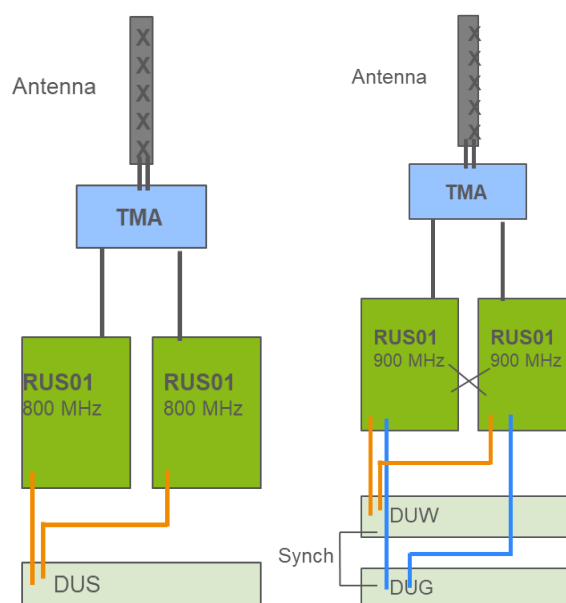 Antenna
X
X
X
X
X
TMA
RUS01
800 MHz
RUS01
800 MHz
DUS
Antenna
X
X
X
X
X
TMA
RUS01
900 MHz
RUS01
900 MHz
DUW
Synch
DUG